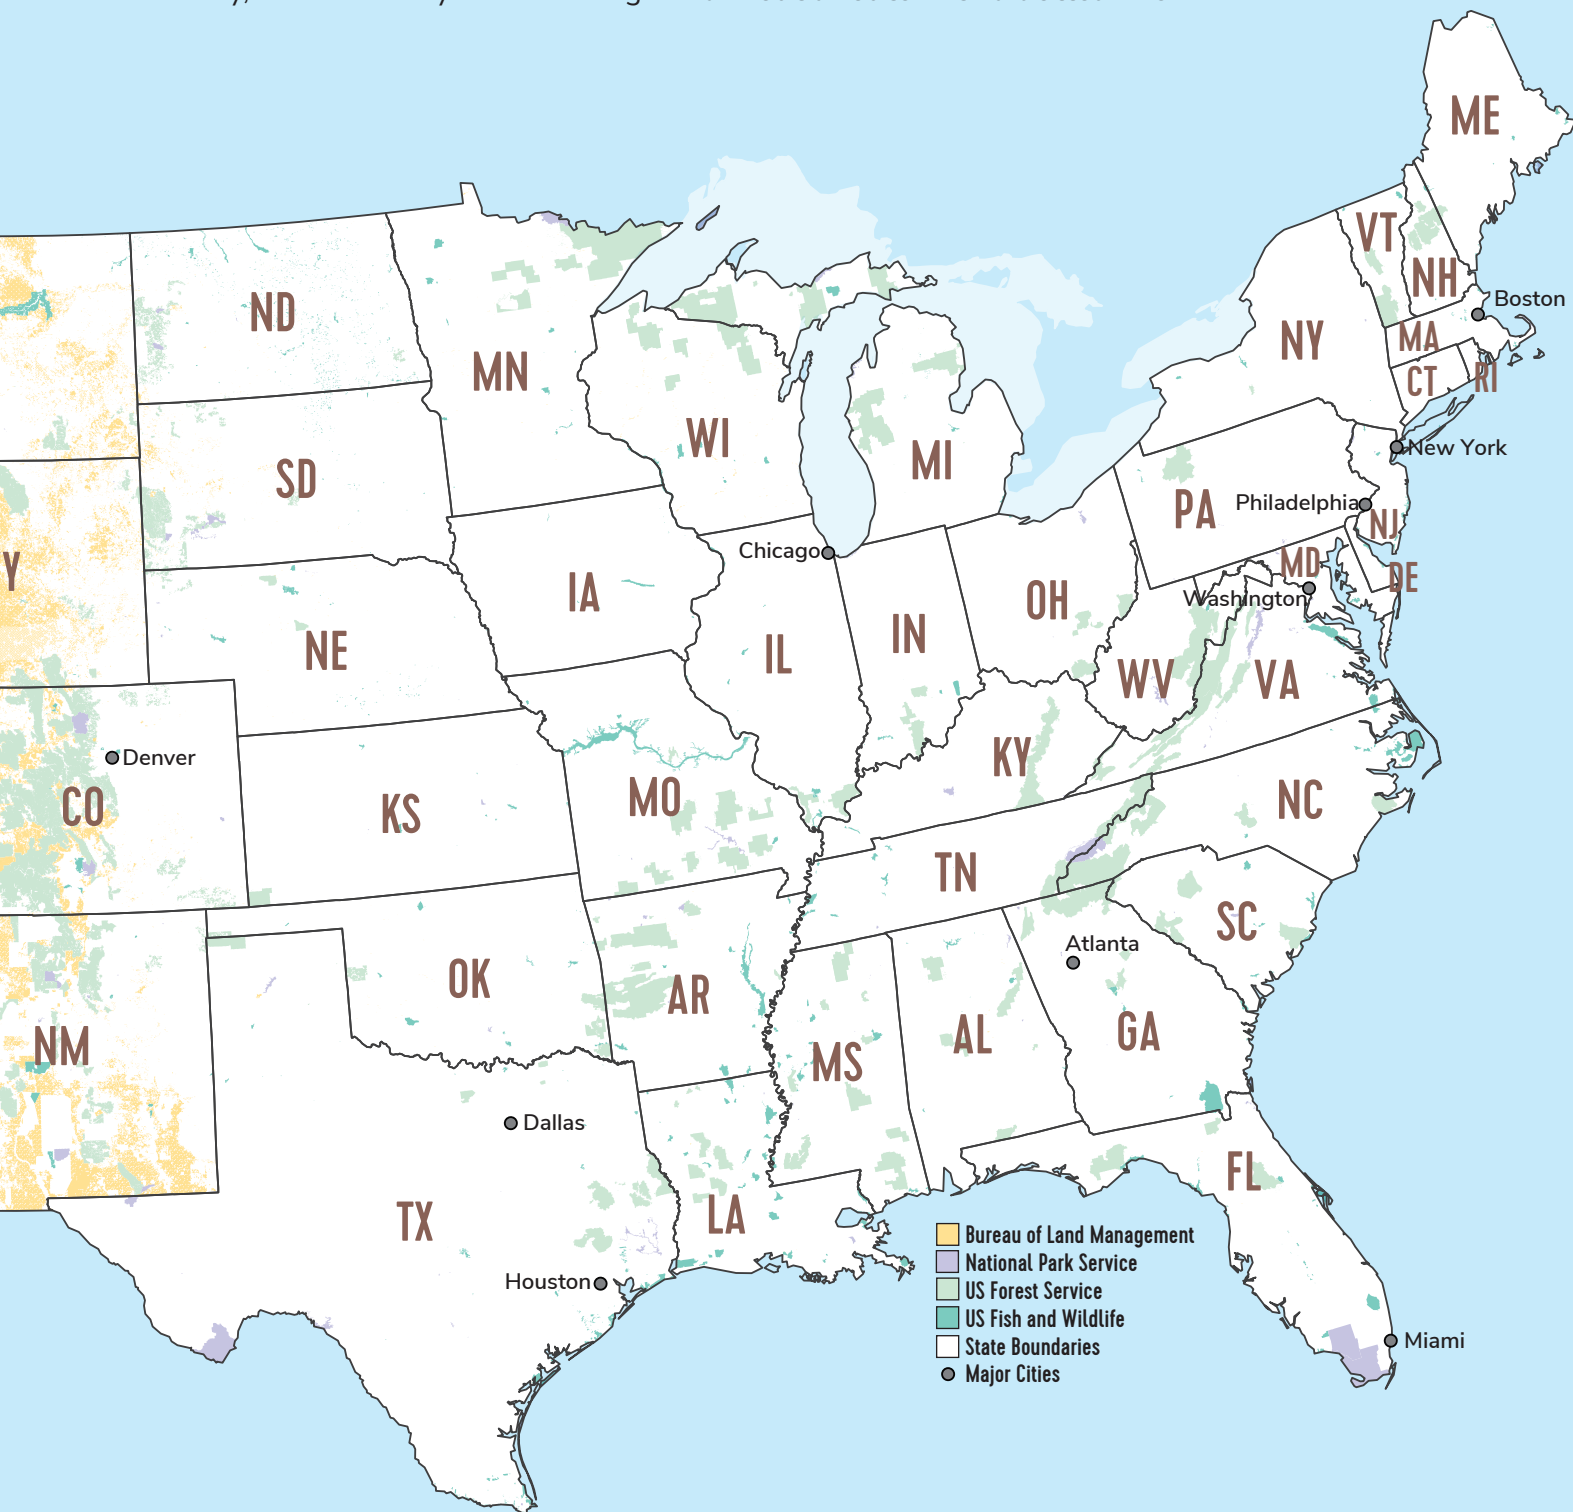 ME
VT
NH
Boston
ND
NY
MA
MN
CT
RI
WI
New York
MI
SD
PA
Philadelphia
NJ
Chicago
MD
DE
Y
IA
OH
Washington
IN
NE
IL
WV
VA
Denver
KY
CO
KS
MO
NC
TN
SC
Atlanta
OK
AR
GA
AL
NM
MS
Dallas
FL
TX
LA
Houston
Bureau of Land Management
National Park Service
US Forest Service
US Fish and Wildlife
State Boundaries
Major Cities
Miami